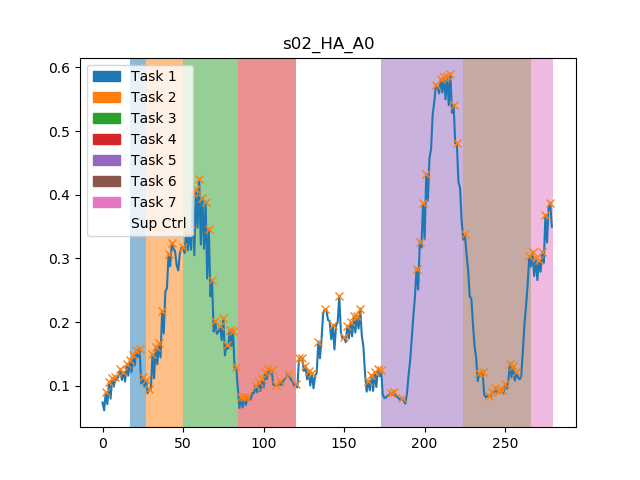 s02_HA_A0
0.6
0.5
0.4
0.3
0.2
0.1
Task 1
Task 2
Task 3
Task 4
Task 5
Task 6
Task 7
Sup Ctrl
0 50 100 150 200 250